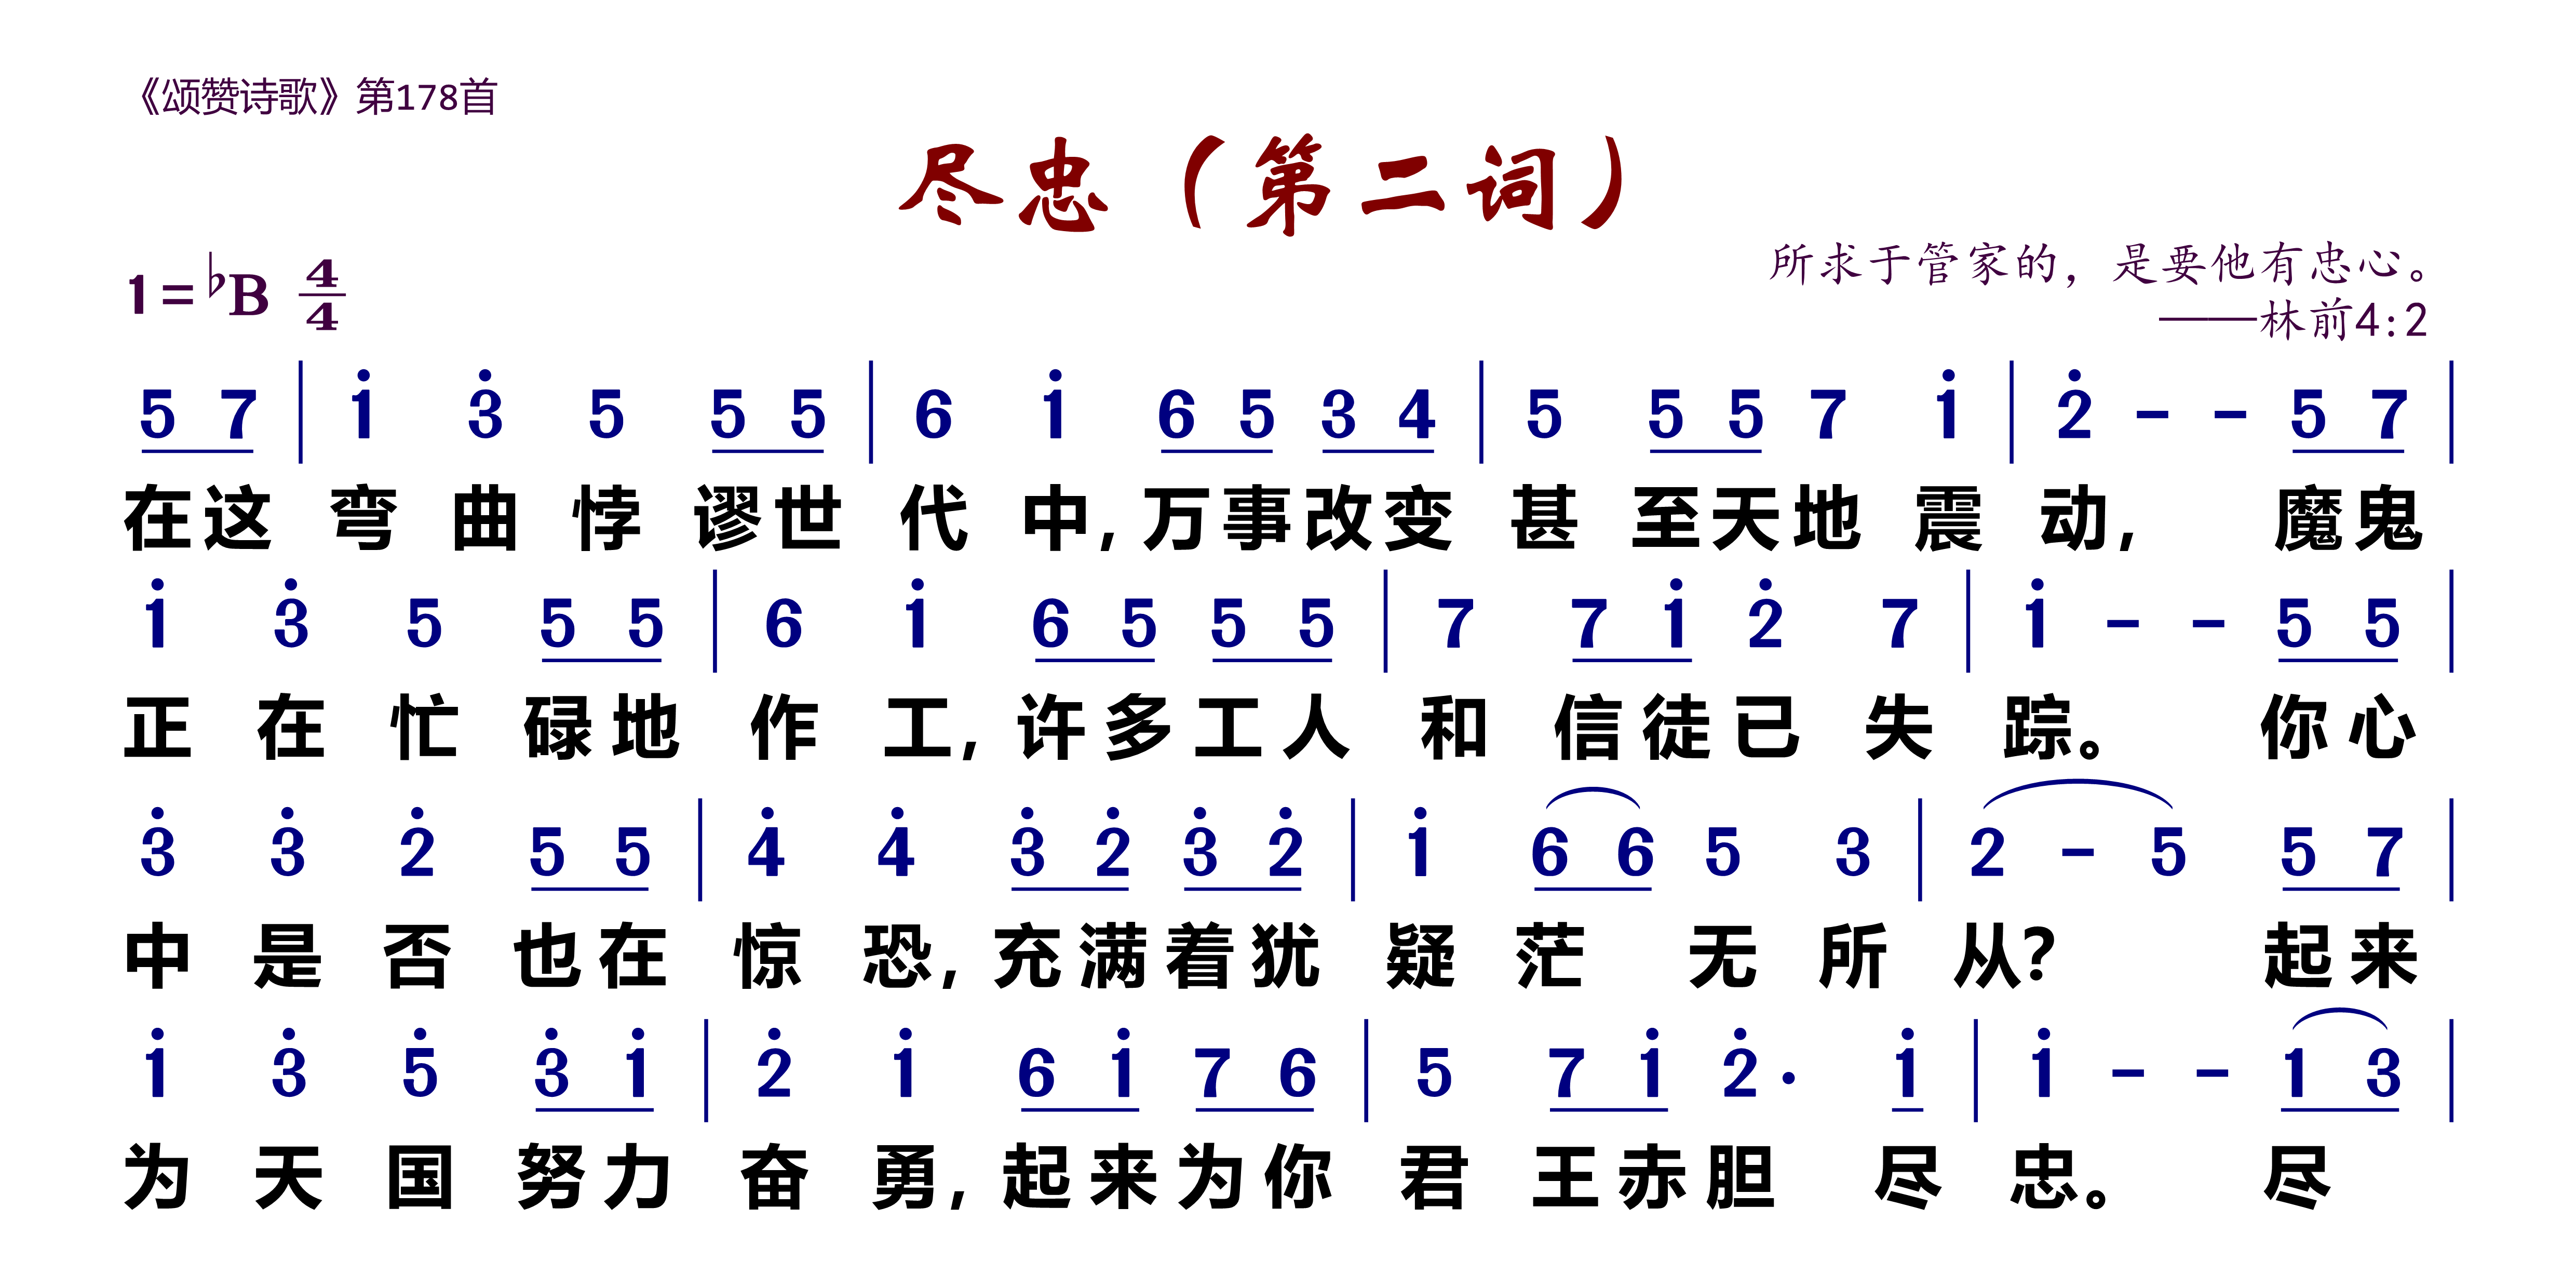 《颂赞诗歌》第178首
尽忠（第二词）
所求于管家的，是要他有忠心。
1=♭B 4/4
——林前4:2
5 7 | i 3̇ 5 5 5 | 6 i 6 5 3 4 | 5 5 5 7 i | 2̇ - - 5 7 |
在这 弯 曲 悖 谬世 代 中，万事改变 甚 至天地 震 动， 魔鬼
i 3̇ 5 5 5 | 6 i 6 5 5 5 | 7 7 i 2̇ 7 | i - - 5 5 |
正 在 忙 碌地 作 工，许多工人 和 信徒已 失 踪。 你心
3̇ 3̇ 2̇ 5 5 | 4̇ 4̇ 3̇ 2̇ 3̇ 2̇ | i 6 6 5 3 | 2 - 5 5 7 |
中 是 否 也在 惊 恐，充满着犹 疑 茫 无 所 从？ 起来
i 3̇ 5̇ 3̇ i | 2̇ i 6 i 7 6 | 5 7 i 2̇· i | i - - 1 3 |
为 天 国 努力 奋 勇，起来为你 君 王赤胆 尽 忠。 尽